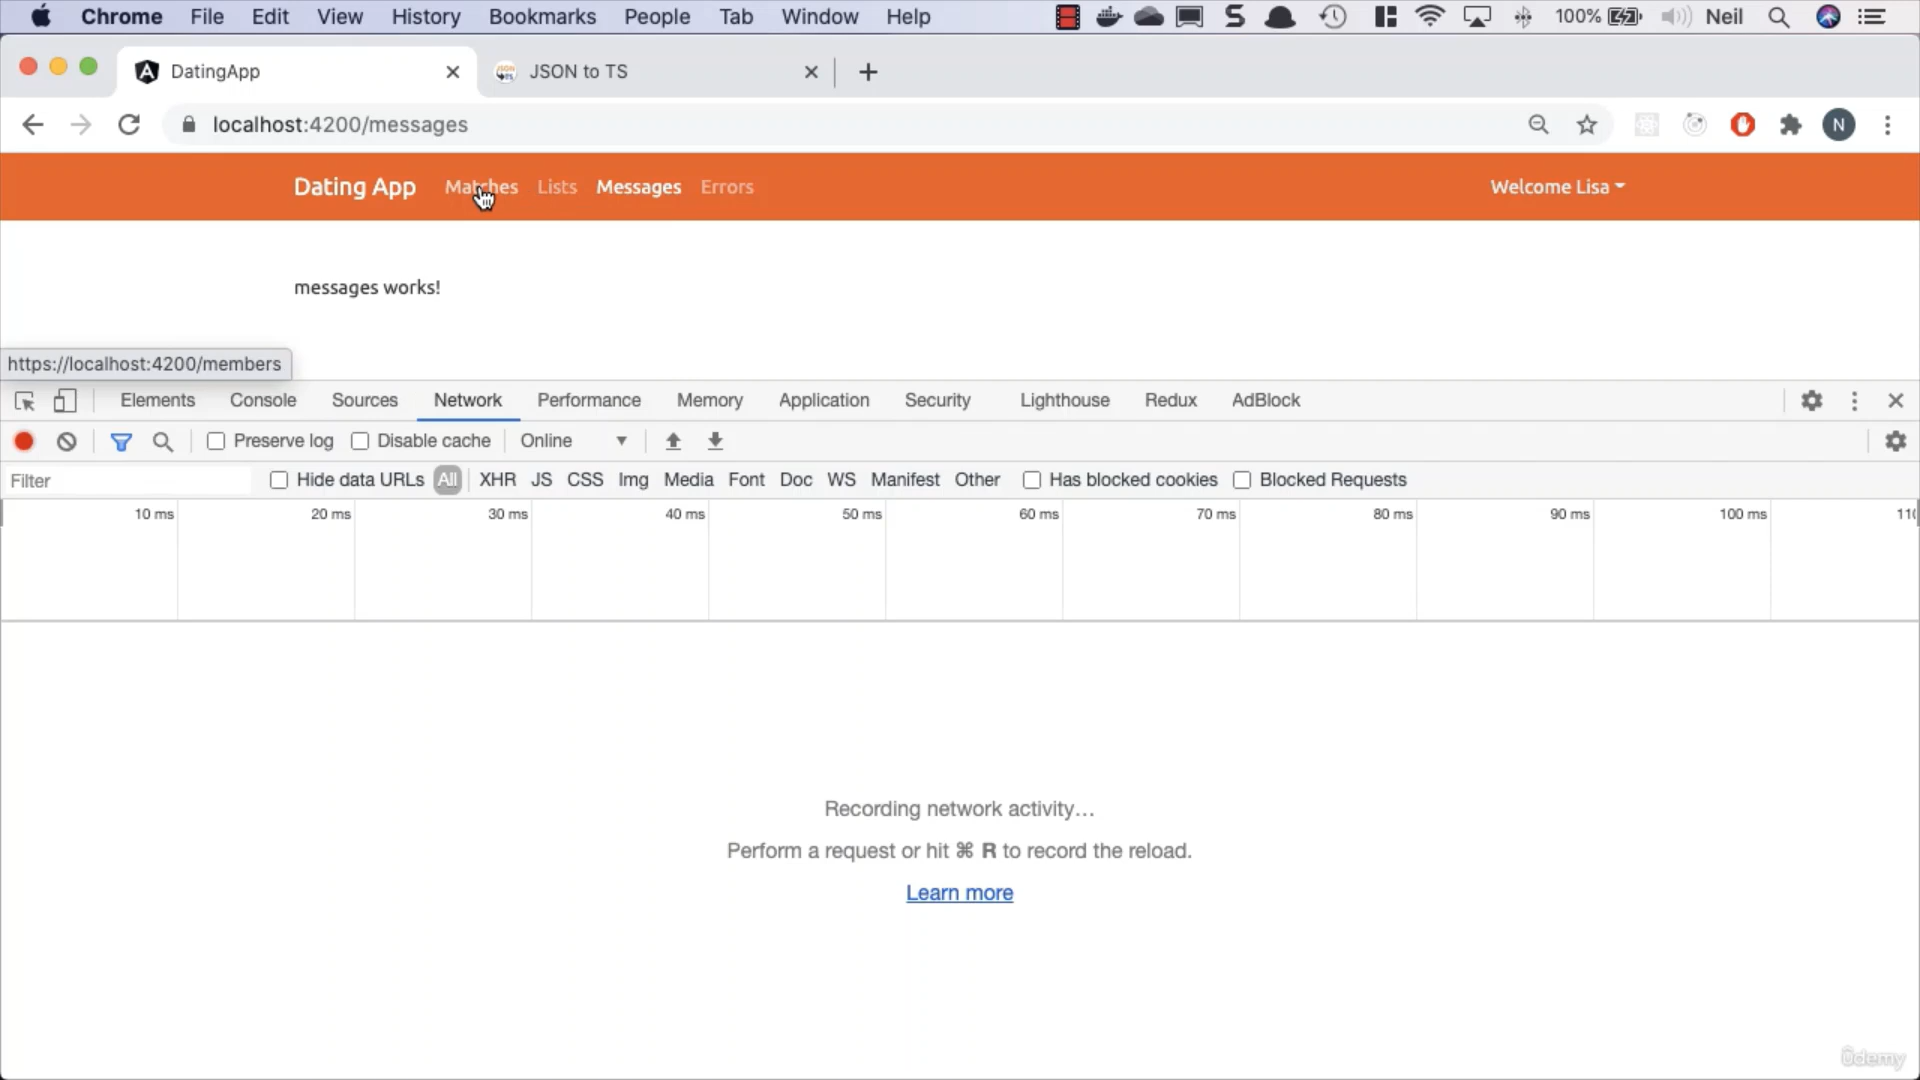 Chrome File Edit View History Bookmarks People Tab Window Help 100% Neil
DatingApp JSON to TS
localhost:4200/messages N
Dating App Matches Lists Messages Errors Welcome Lisa
messages works!
https://localhost:4200/members
Elements Console Sources Network Performance Memory Application Security Lighthouse Redux AdBlock
Preserve log Disable cache Online
Filter Hide data URLs All XHR JS CSS Img Media Font Doc WS Manifest Other Has blocked cookies Blocked Requests
10 ms 20 ms 30 ms 40 ms 50 ms 60 ms 70 ms 80 ms 90 ms 100 ms
Recording network activity…
Perform a request or hit ⌘ R to record the reload.
Learn more
ûdemy